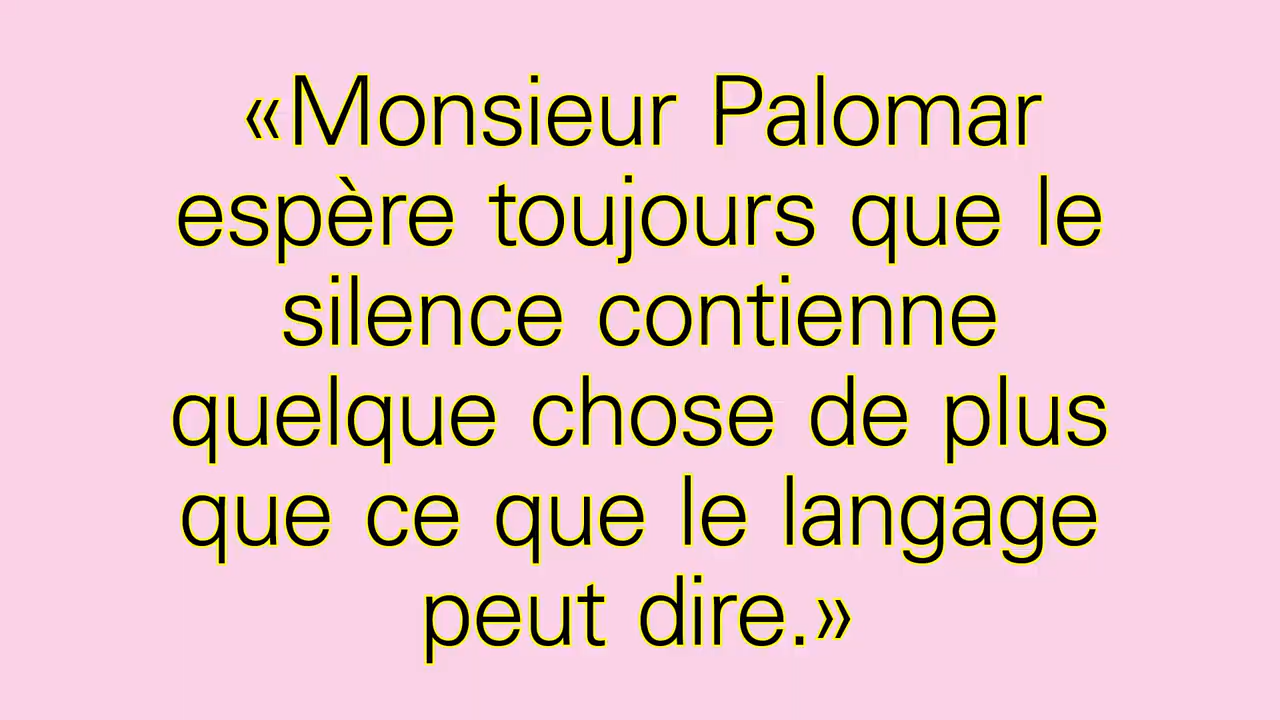 «Monsieur Palomar
espère toujours que le
silence contienne
quelque chose de plus
que ce que le langage
peut dire.»